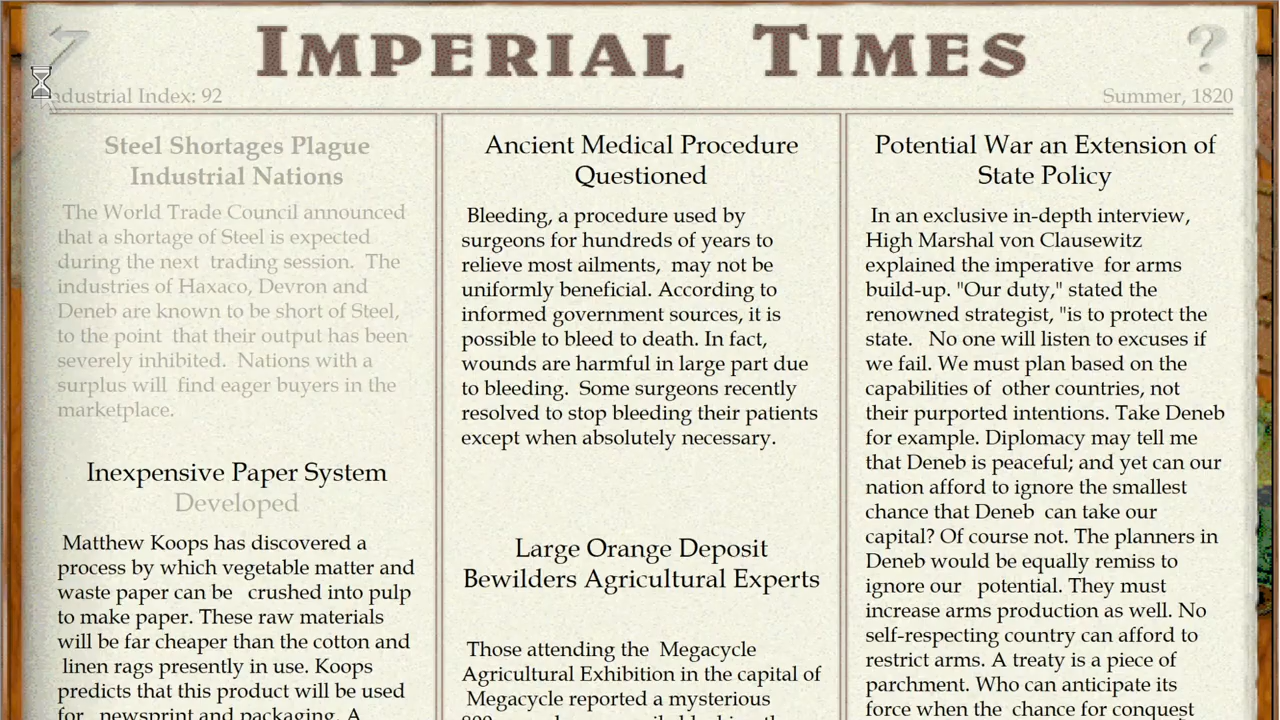 IMPERIAL TIMES
Industrial Index: 92
Summer, 1820
Steel Shortages Plague
Industrial Nations
The World Trade Council announced
that a shortage of Steel is expected
during the next trading session. The
industries of Haxaco, Devron and
Deneb are known to be short of Steel,
to the point that their output has been
severely inhibited. Nations with a
surplus will find eager buyers in the
marketplace.
Inexpensive Paper System
Developed
Matthew Koops has discovered a
process by which vegetable matter and
waste paper can be crushed into pulp
to make paper. These raw materials
will be far cheaper than the cotton and
linen rags presently in use. Koops
predicts that this product will be used
for newsprint and packaging. A
Ancient Medical Procedure
Questioned
Bleeding, a procedure used by
surgeons for hundreds of years to
relieve most ailments, may not be
uniformly beneficial. According to
informed government sources, it is
possible to bleed to death. In fact,
wounds are harmful in large part due
to bleeding. Some surgeons recently
resolved to stop bleeding their patients
except when absolutely necessary.
Large Orange Deposit
Bewilders Agricultural Experts
Those attending the Megacycle
Agricultural Exhibition in the capital of
Megacycle reported a mysterious
Potential War an Extension of
State Policy
In an exclusive in-depth interview,
High Marshal von Clausewitz
explained the imperative for arms
build-up. "Our duty," stated the
renowned strategist, "is to protect the
state. No one will listen to excuses if
we fail. We must plan based on the
capabilities of other countries, not
their purported intentions. Take Deneb
for example. Diplomacy may tell me
that Deneb is peaceful; and yet can our
nation afford to ignore the smallest
chance that Deneb can take our
capital? Of course not. The planners in
Deneb would be equally remiss to
ignore our potential. They must
increase arms production as well. No
self-respecting country can afford to
restrict arms. A treaty is a piece of
parchment. Who can anticipate its
force when the chance for conquest